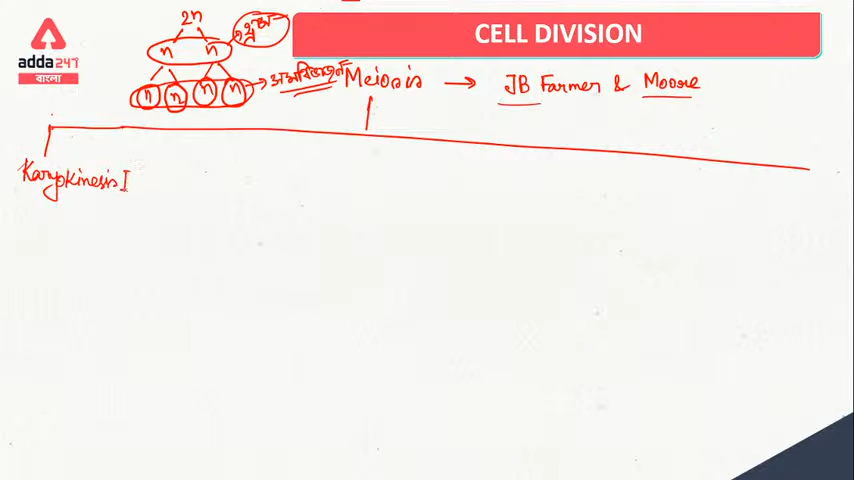 CELL DIVISION
adda247
বাংলা
2n
n n
n n n n
Meiosis → JB Farmer & Moore
Karyokinesis I